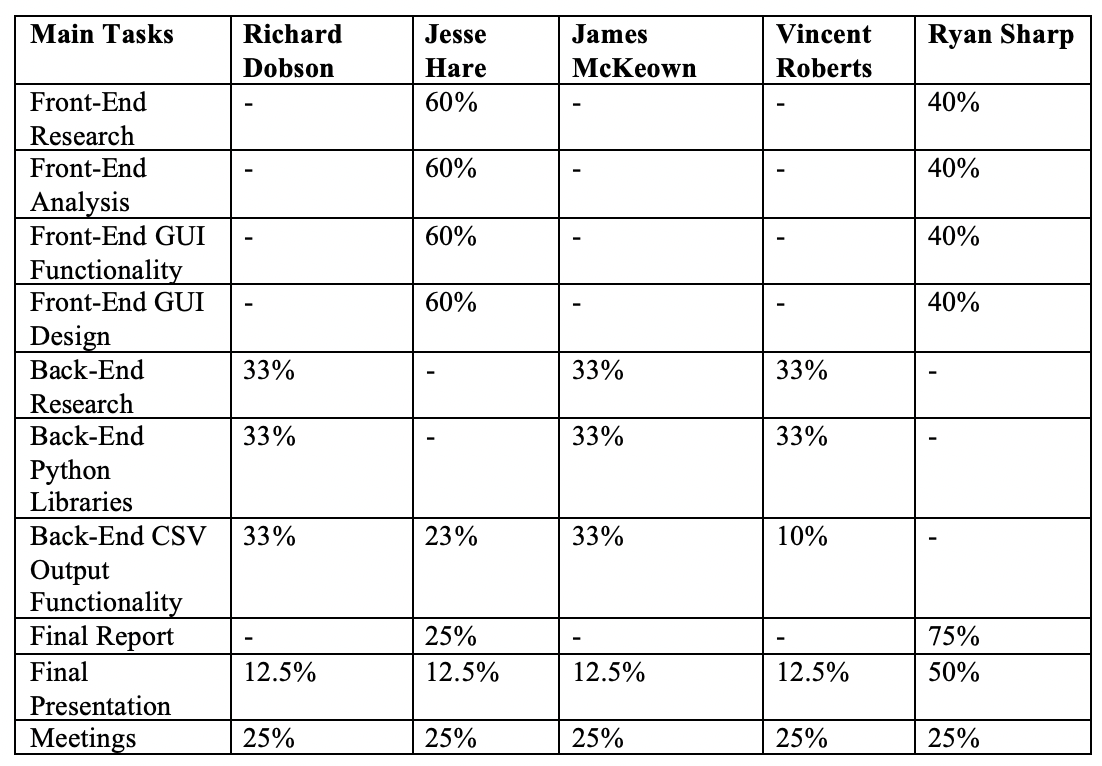 Main Tasks Richard Dobson Jesse Hare James McKeown Vincent Roberts Ryan Sharp
Front-End Research - 60% - - 40%
Front-End Analysis - 60% - - 40%
Front-End GUI Functionality - 60% - - 40%
Front-End GUI Design - 60% - - 40%
Back-End Research 33% - 33% 33% -
Back-End Python Libraries 33% - 33% 33% -
Back-End CSV Output Functionality 33% 23% 33% 10% -
Final Report - 25% - - 75%
Final Presentation 12.5% 12.5% 12.5% 12.5% 50%
Meetings 25% 25% 25% 25% 25%